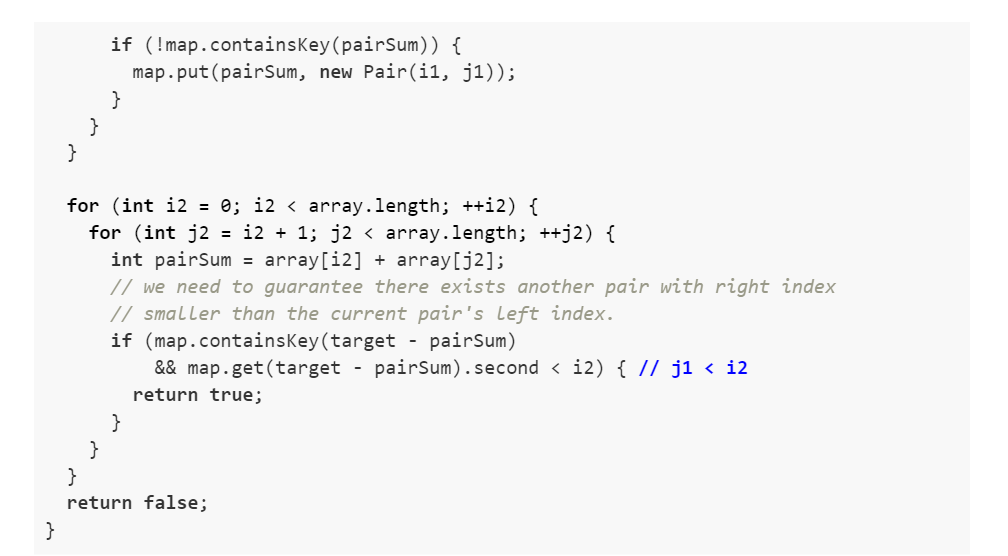 if (!map.containsKey(pairSum)) {
map.put(pairSum, new Pair(i1, j1));
}
}
}
for (int i2 = 0; i2 < array.length; ++i2) {
for (int j2 = i2 + 1; j2 < array.length; ++j2) {
int pairSum = array[i2] + array[j2];
// we need to guarantee there exists another pair with right index
// smaller than the current pair's left index.
if (map.containsKey(target - pairSum)
&& map.get(target - pairSum).second < i2) { // j1 < i2
return true;
}
}
}
return false;
}